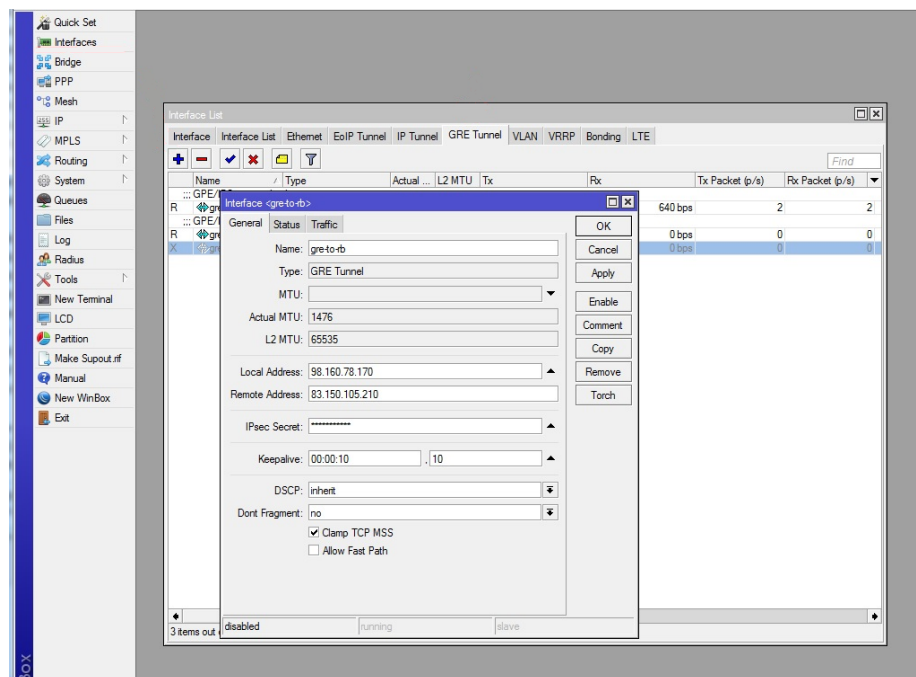 Quick Set
Interfaces
Bridge
PPP
Mesh
IP
MPLS
Routing
System
Queues
Files
Log
Radius
Tools
New Terminal
LCD
Partition
Make Supout.rif
Manual
New WinBox
Exit
Interface List
Interface Interface List Ethernet EoIP Tunnel IP Tunnel GRE Tunnel VLAN VRRP Bonding LTE
Find
Name / Type Actual ... L2 MTU Tx Rx Tx Packet (p/s) Rx Packet (p/s)
;;; GPE/
R 640 bps 2 2
;;; GPE/
R 0 bps 0 0
X 0 bps 0 0
3 items out
Interface <gre-to-rb>
General Status Traffic
Name: gre-to-rb
Type: GRE Tunnel
MTU:
Actual MTU: 1476
L2 MTU: 65535
Local Address: 98.160.78.170
Remote Address: 83.150.105.210
IPsec Secret: ***********
Keepalive: 00:00:10 , 10
DSCP: inherit
Dont Fragment: no
Clamp TCP MSS
Allow Fast Path
OK
Cancel
Apply
Enable
Comment
Copy
Remove
Torch
disabled running slave